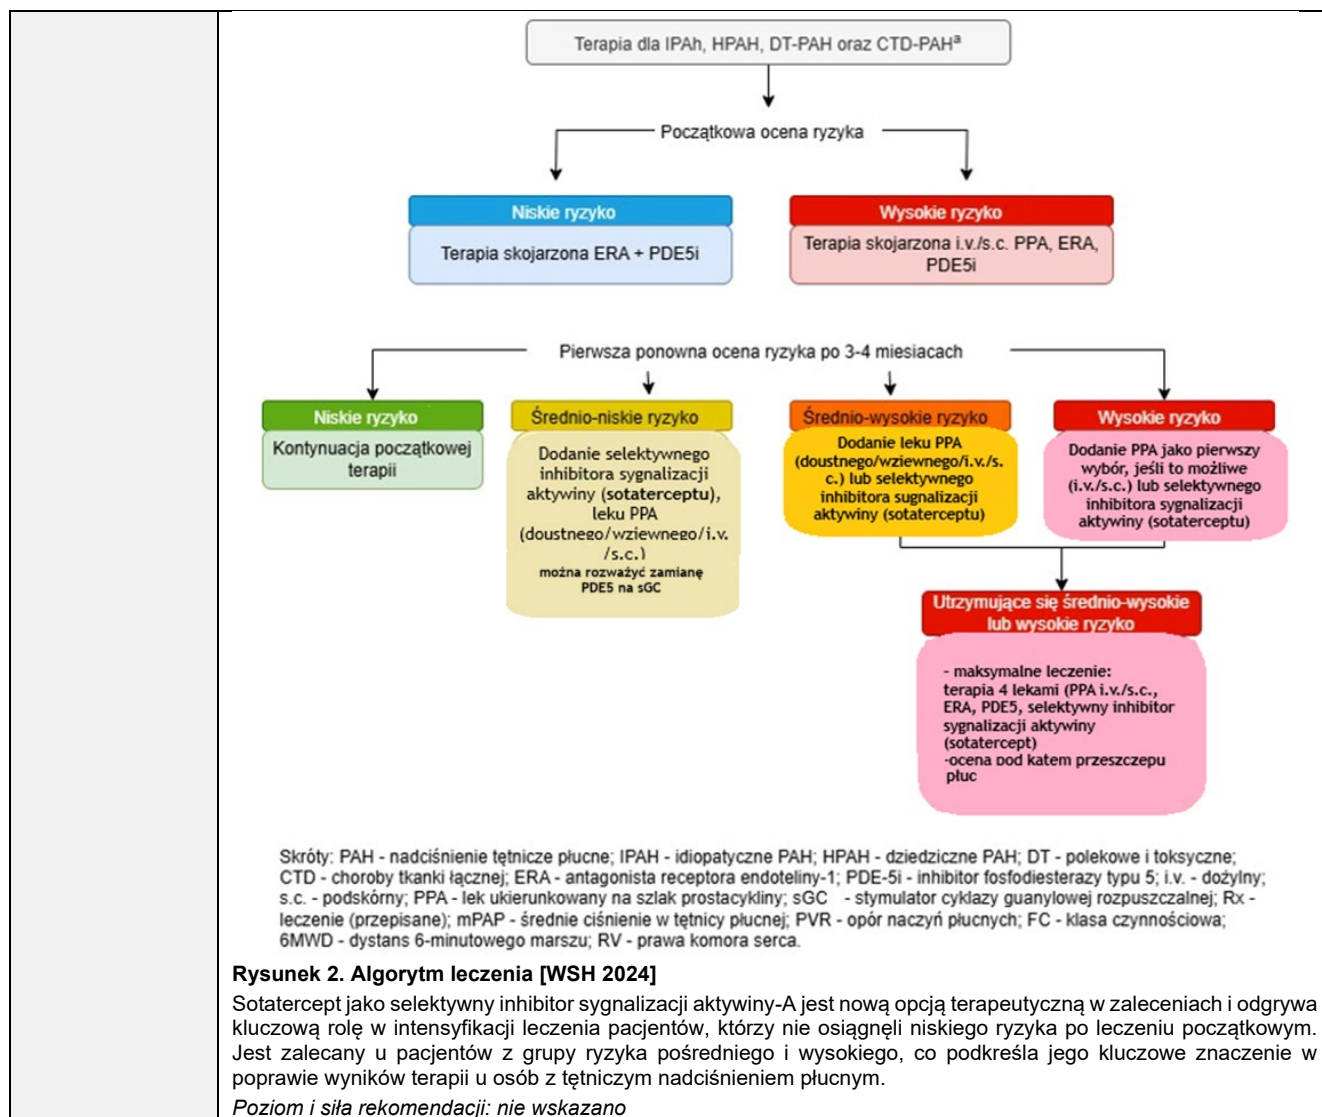 Terapia dla IPAh, HPAH, DT-PAH oraz CTD-PAHª
Początkowa ocena ryzyka
Niskie ryzyko
Terapia skojarzona ERA + PDE5i
Wysokie ryzyko
Terapia skojarzona i.v./s.c. PPA, ERA,
PDE5i
Pierwsza ponowna ocena ryzyka po 3-4 miesiacach
Niskie ryzyko
Kontynuacja początkowej
terapii
Średnio-niskie ryzyko
Dodanie selektywnego
inhibitora sygnalizacji
aktywiny (sotaterceptu),
leku PPA
(doustnego/wziewnego/i.v.
/s.c.)
można rozważyć zamianę
PDE5 na sGC
Średnio-wysokie ryzyko
Dodanie leku PPA
(doustnego/wziewnego/i.v./s.
c.) lub selektywnego
inhibitora sugnalizacji
aktywiny (sotaterceptu)
Wysokie ryzyko
Dodanie PPA jako pierwszy
wybór, jeśli to możliwe
(i.v./s.c.) lub selektywnego
inhibitora sygnalizacji
aktywiny (sotaterceptu)
Utrzymujące się średnio-wysokie
lub wysokie ryzyko
- maksymalne leczenie:
terapia 4 lekami (PPA i.v./s.c.,
ERA, PDE5, selektywny inhibitor
sygnalizacji aktywiny
(sotatercept)
-ocena pod katem przeszczepu
płuc
Skróty: PAH - nadciśnienie tętnicze płucne; IPAH - idiopatyczne PAH; HPAH - dziedziczne PAH; DT - polekowe i toksyczne;
CTD - choroby tkanki łącznej; ERA - antagonista receptora endoteliny-1; PDE-5i - inhibitor fosfodiesterazy typu 5; i.v. - dożylny;
s.c. - podskórny; PPA - lek ukierunkowany na szlak prostacykliny; sGC - stymulator cyklazy guanylowej rozpuszczalnej; Rx -
leczenie (przepisane); mPAP - średnie ciśnienie w tętnicy płucnej; PVR - opór naczyń płucnych; FC - klasa czynnościowa;
6MWD - dystans 6-minutowego marszu; RV - prawa komora serca.
Rysunek 2. Algorytm leczenia [WSH 2024]
Sotatercept jako selektywny inhibitor sygnalizacji aktywiny-A jest nową opcją terapeutyczną w zaleceniach i odgrywa
kluczową rolę w intensyfikacji leczenia pacjentów, którzy nie osiągnęli niskiego ryzyka po leczeniu początkowym.
Jest zalecany u pacjentów z grupy ryzyka pośredniego i wysokiego, co podkreśla jego kluczowe znaczenie w
poprawie wyników terapii u osób z tętniczym nadciśnieniem płucnym.
Poziom i siła rekomendacji: nie wskazano